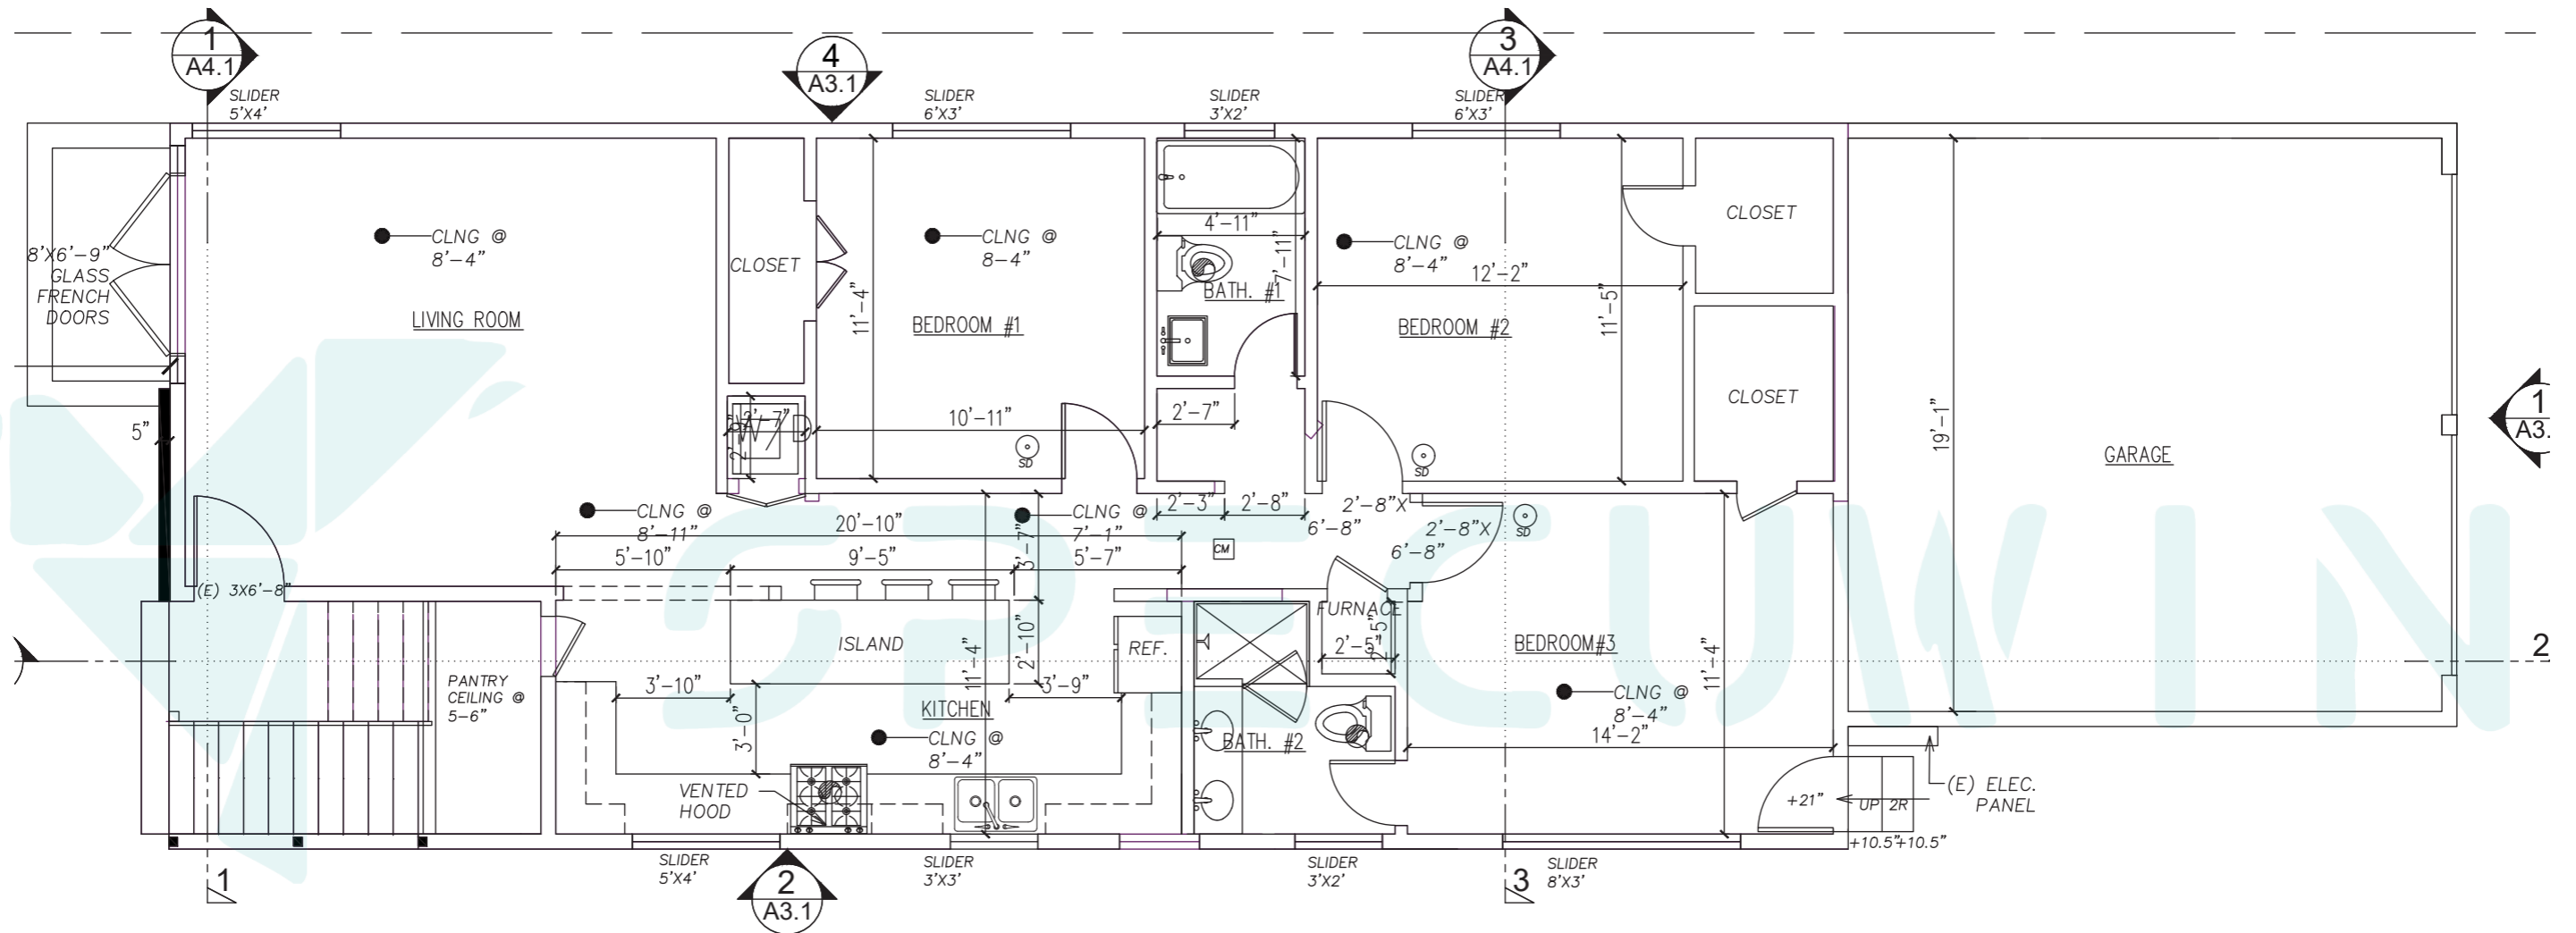 1
A4.1
4
A3.1
3
A4.1
SLIDER
5'X4'
SLIDER
6'X3'
SLIDER
3'X2'
SLIDER
6'X3'
CLNG @
8'-4"
CLNG @
8-4"
CLNG @
8'-4"
4'-11"
7'-11"
12'-2"
CLOSET
8'X6'-9"
GLASS
FRENCH
DOORS
CLOSET
BATH. #1
LIVING ROOM
11'-4"
BEDROOM #1
BEDROOM #2
11'-5"
CLOSET
5"
2'-7"
2'-9"
W/D
10'-11"
SD
2'-7"
SD
19'-1"
GARAGE
1
A3.
CLNG @
8'-11"
20'-10"
CLNG @
7'-1"
2'-3"
2'-8"
2'-8"X
6'-8"
2'-8"X
6'-8"
SD
CM
5'-10"
9'-5"
3'-7"
5'-7"
(E) 3X6'-8"
ISLAND
2'-10"
11'-4"
REF.
FURNACE
2'-5"
2'-5"
BEDROOM#3
11'-4"
2
PANTRY
CEILING @
5-6"
3'-10"
3'-9"
3'-0"
KITCHEN
CLNG @
8'-4"
CLNG @
8'-4"
14'-2"
BATH. #2
VENTED
HOOD
+21"
UP 2R
(E) ELEC.
PANEL
+10.5"+10.5"
SLIDER
5'X4'
SLIDER
3'X3'
SLIDER
3'X2'
SLIDER
8'X3'
1
2
A3.1
3
SPECUWIN